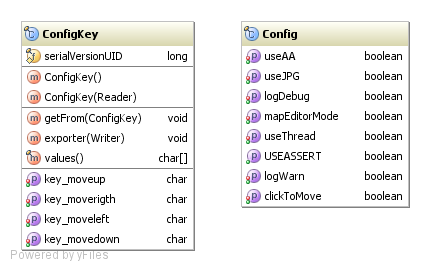 ConfigKey
serialVersionUID long
ConfigKey()
ConfigKey(Reader)
getFrom(ConfigKey) void
exporter(Writer) void
values() char[]
key_moveup char
key_moverigth char
key_moveleft char
key_movedown char
Config
useAA boolean
useJPG boolean
logDebug boolean
mapEditorMode boolean
useThread boolean
USEASSERT boolean
logWarn boolean
clickToMove boolean
Powered by yFiles